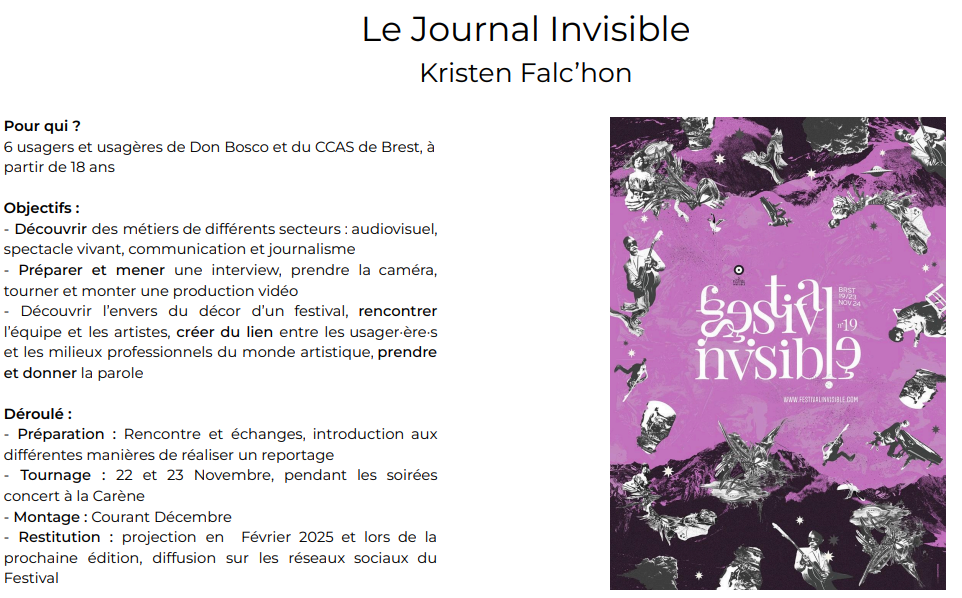 Le Journal Invisible
Kristen Falc'hon
Pour qui ?
6 usagers et usagères de Don Bosco et du CCAS de Brest, à
partir de 18 ans
Objectifs :
- Découvrir des métiers de différents secteurs : audiovisuel,
spectacle vivant, communication et journalisme
- Préparer et mener une interview, prendre la caméra,
tourner et monter une production vidéo
- Découvrir l'envers du décor d'un festival, rencontrer
l'équipe et les artistes, créer du lien entre les usager·ère·s
et les milieux professionnels du monde artistique, prendre
et donner la parole
Déroulé :
- Préparation : Rencontre et échanges, introduction aux
différentes manières de réaliser un reportage
- Tournage : 22 et 23 Novembre, pendant les soirées
concert à la Carène
- Montage : Courant Décembre
- Restitution : projection en Février 2025 et lors de la
prochaine édition, diffusion sur les réseaux sociaux du
Festival
festival
BRST
19/23
NOV 24
n°19
invisible
WWW.FESTIVALINVISIBLE.COM